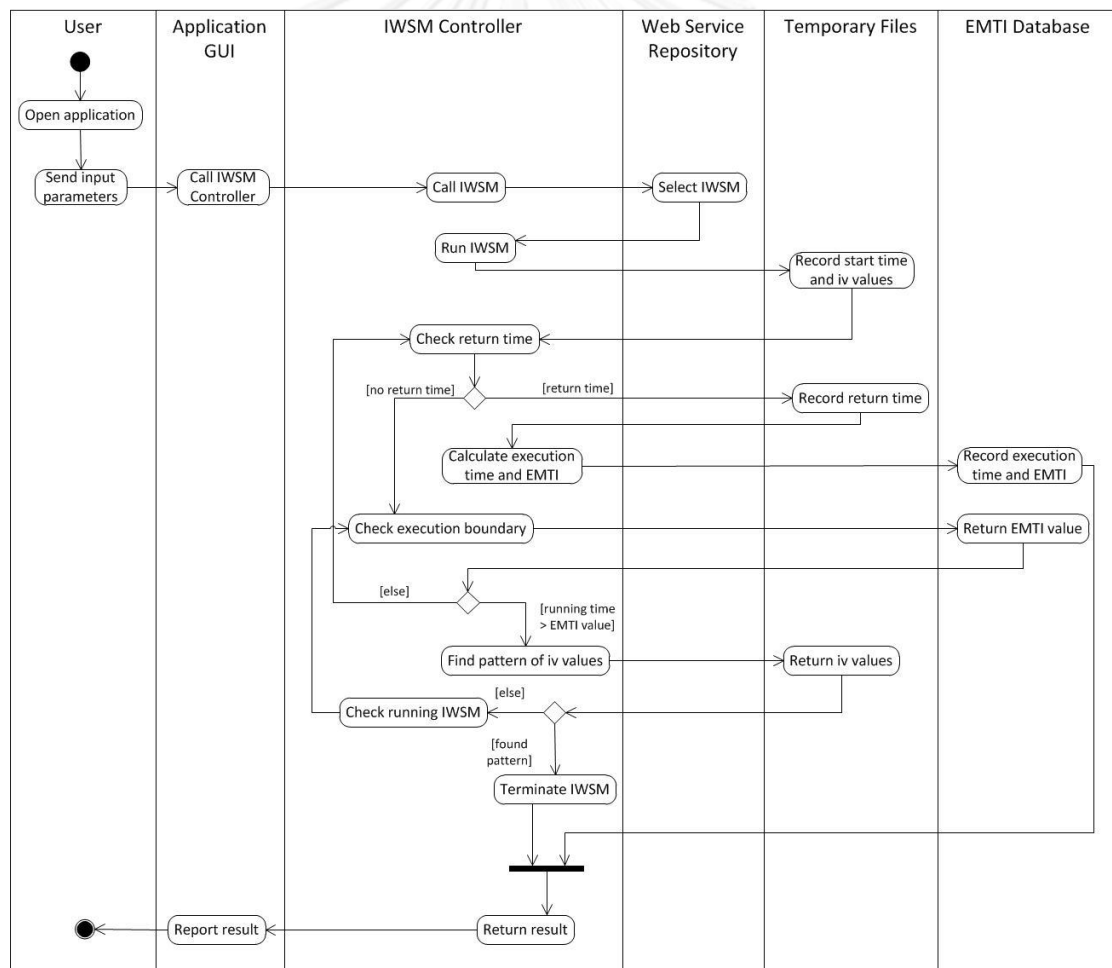 User
Application
GUI
IWSM Controller
Web Service
Repository
Temporary Files
EMTI Database
Open application
Send input
parameters
Call IWSM
Controller
Call IWSM
Select IWSM
Run IWSM
Record start time
and iv values
Check return time
[no return time]
[return time]
Record return time
Calculate execution
time and EMTI
Record execution
time and EMTI
Check execution boundary
Return EMTI value
[else]
[running time
> EMTI value]
Find pattern of iv values
Return iv values
[else]
Check running IWSM
[found
pattern]
Terminate IWSM
Report result
Return result